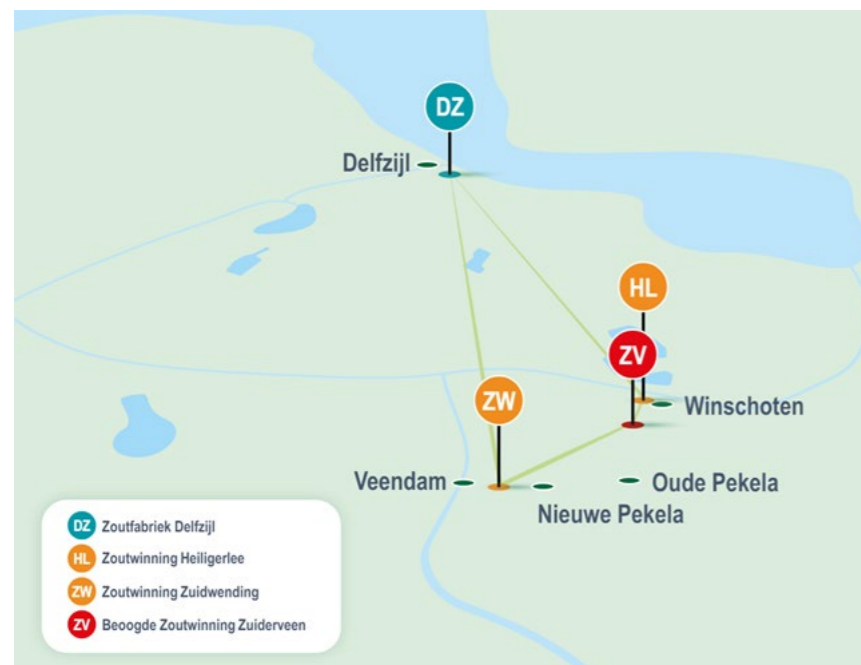 DZ
Delfzijl
HL
ZV
ZW
Winschoten
Veendam
Oude Pekela
Nieuwe Pekela
DZ Zoutfabriek Delfzijl
HL Zoutwinning Heiligerlee
ZW Zoutwinning Zuidwending
ZV Beoogde Zoutwinning Zuiderveen